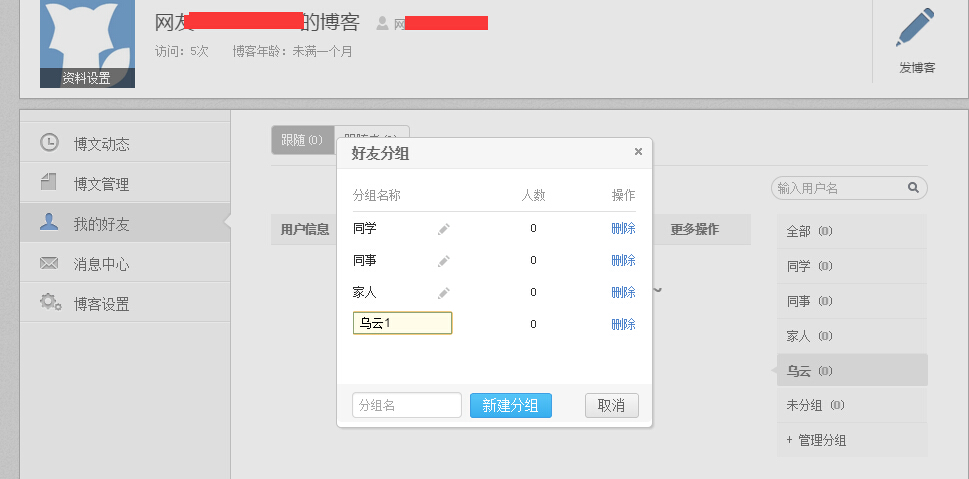 网友 的博客 网
访问：5次 博客年龄：未满一个月
资料设置
发博客
博文动态
博文管理
我的好友
消息中心
博客设置
跟随(0)
好友分组 ×
分组名称 人数 操作
同学 0 删除
同事 0 删除
家人 0 删除
乌云1 0 删除
分组名 新建分组 取消
输入用户名
用户信息 更多操作
全部 (0)
同学 (0)
同事 (0)
家人 (0)
乌云 (0)
未分组 (0)
+ 管理分组